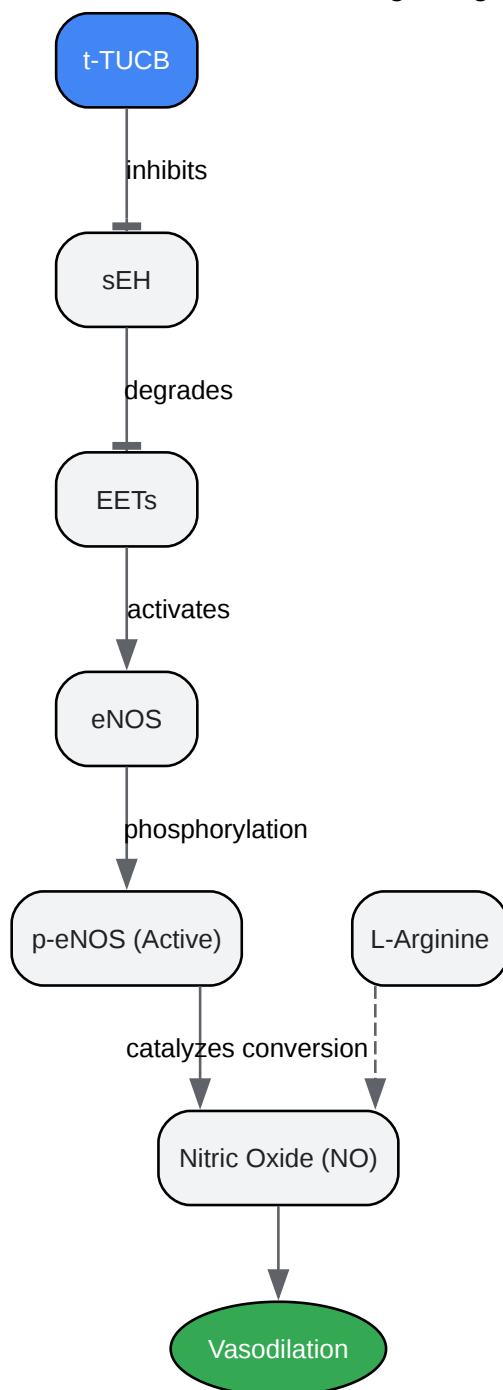 t-TUCB
inhibits
sEH
degrades
EETs
activates
eNOS
phosphorylation
p-eNOS (Active)
L-Arginine
catalyzes conversion
Nitric Oxide (NO)
Vasodilation